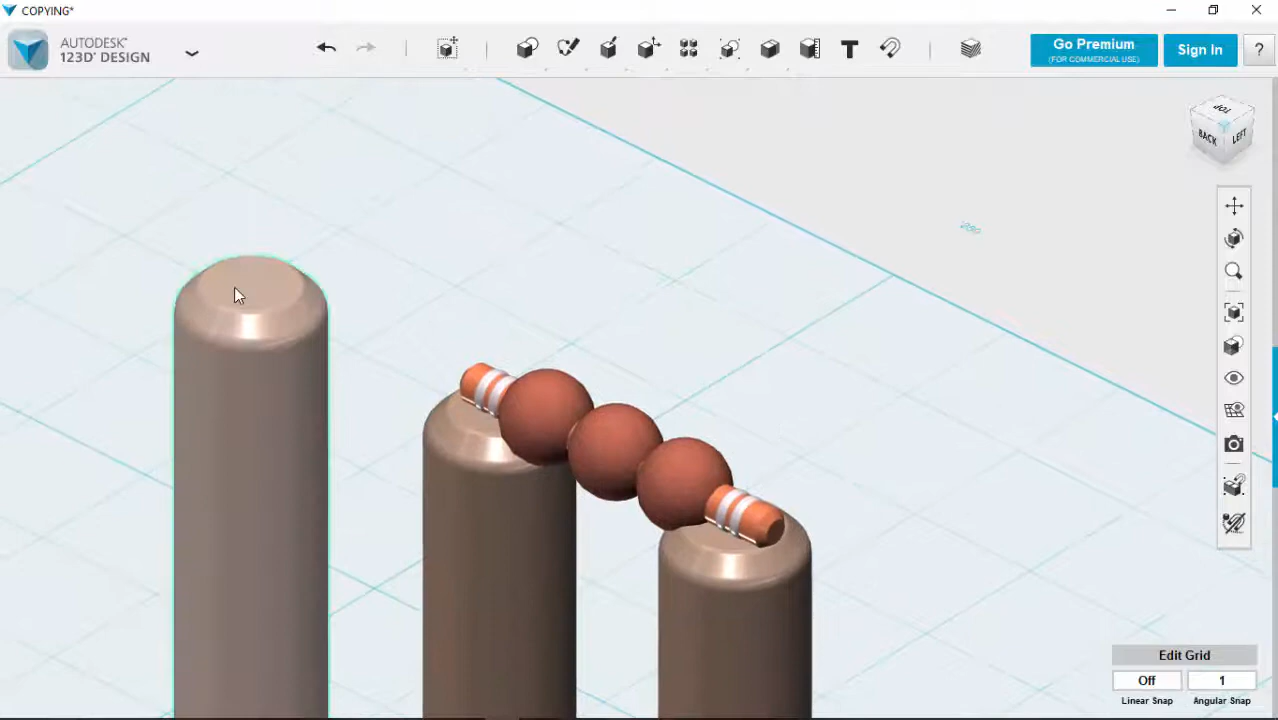 COPYING*
AUTODESK®
123D® DESIGN
Go Premium
(FOR COMMERCIAL USE)
Sign In
?
TOP
BACK
LEFT
Edit Grid
Off
1
Linear Snap
Angular Snap